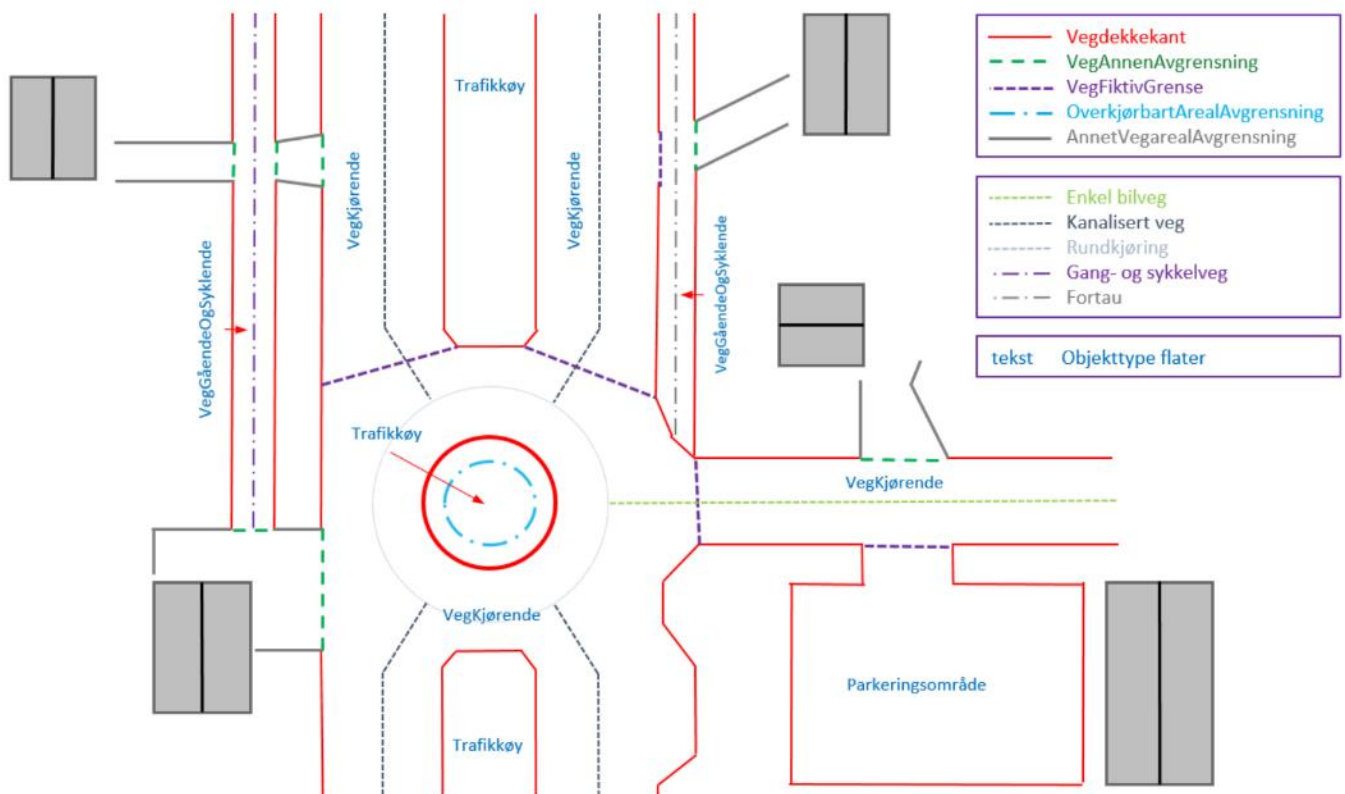 Trafikkøy
VegKjørende
VegKjørende
VegGåendeOgSyklende
VegGåendeOgSyklende
Trafikkøy
VegKjørende
VegKjørende
Parkeringsområde
Trafikkøy
Vegdekkekant
VegAnnenAvgrensning
VegFiktivGrense
OverkjørbartArealAvgrensning
AnnetVegarealAvgrensning
Enkel bilveg
Kanalisert veg
Rundkjøring
Gang- og sykkelveg
Fortau
tekst Objekttype flater